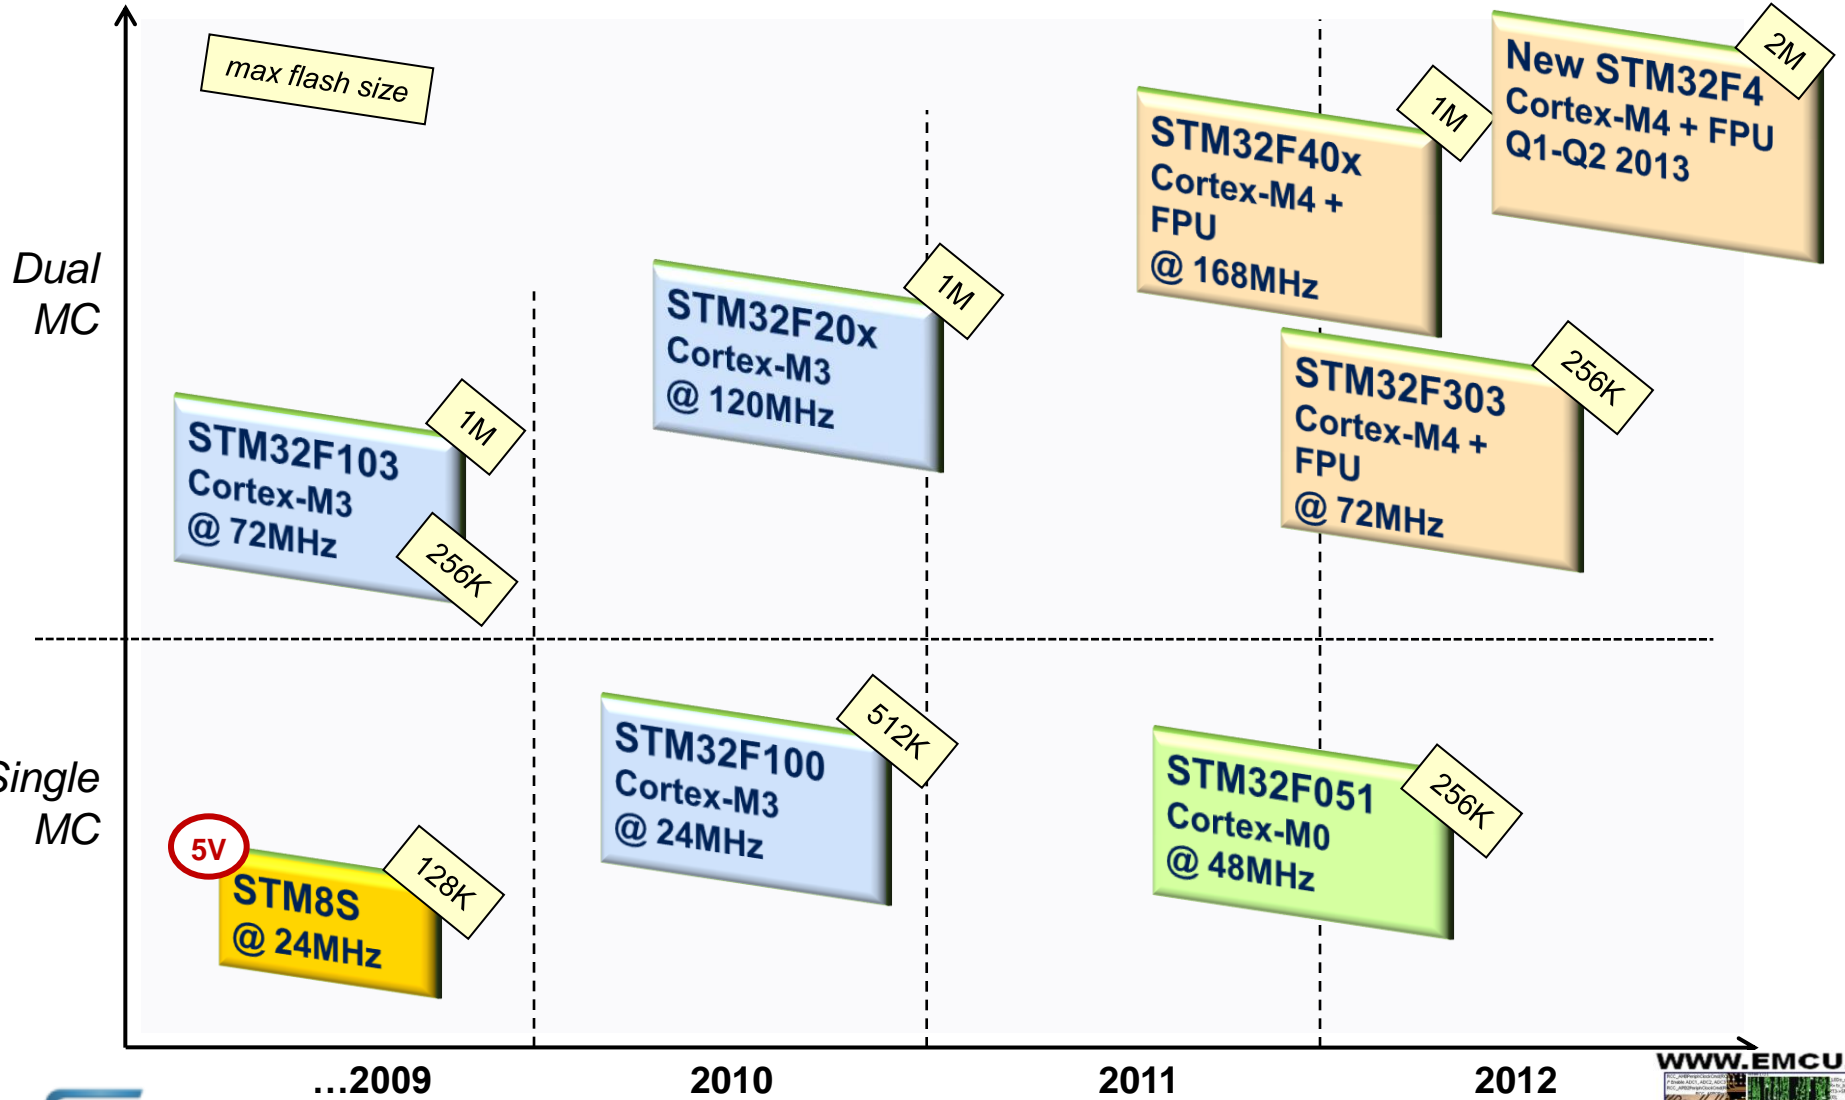 max flash size
2M
New STM32F4
Cortex-M4 + FPU
Q1-Q2 2013
1M
STM32F40x
Cortex-M4 +
FPU
@ 168MHz
Dual
MC
1M
STM32F20x
Cortex-M3
@ 120MHz
256K
STM32F303
Cortex-M4 +
FPU
@ 72MHz
1M
STM32F103
Cortex-M3
@ 72MHz
256K
Single
MC
512K
STM32F100
Cortex-M3
@ 24MHz
256K
STM32F051
Cortex-M0
@ 48MHz
5V
128K
STM8S
@ 24MHz
...2009
2010
2011
2012
WWW.EMCU